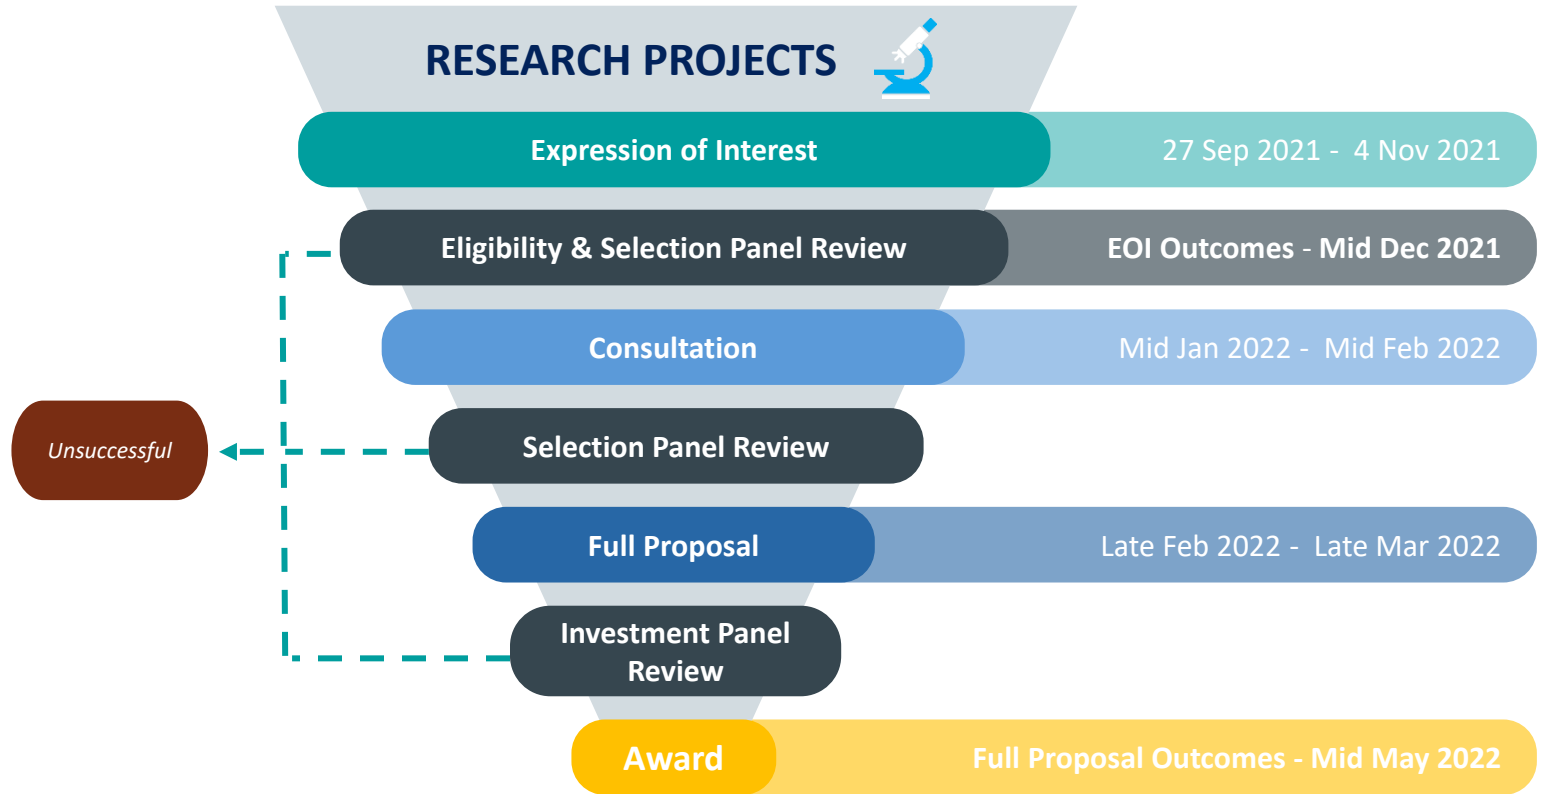 RESEARCH PROJECTS
Expression of Interest
27 Sep 2021 - 4 Nov 2021
Eligibility & Selection Panel Review
EOI Outcomes - Mid Dec 2021
Consultation
Mid Jan 2022 - Mid Feb 2022
Unsuccessful
Selection Panel Review
Full Proposal
Late Feb 2022 - Late Mar 2022
Investment Panel
Review
Award
Full Proposal Outcomes - Mid May 2022